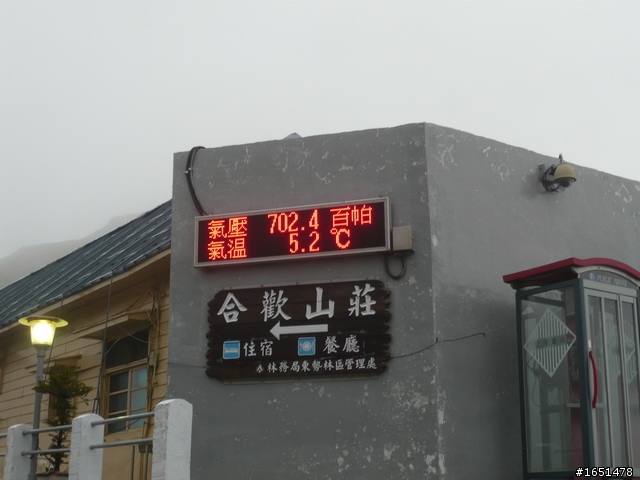 氣壓 702.4 百帕
氣溫 5.2 ℃
合歡山莊
住宿 餐廳
林務局東勢林區管理處
#1651478